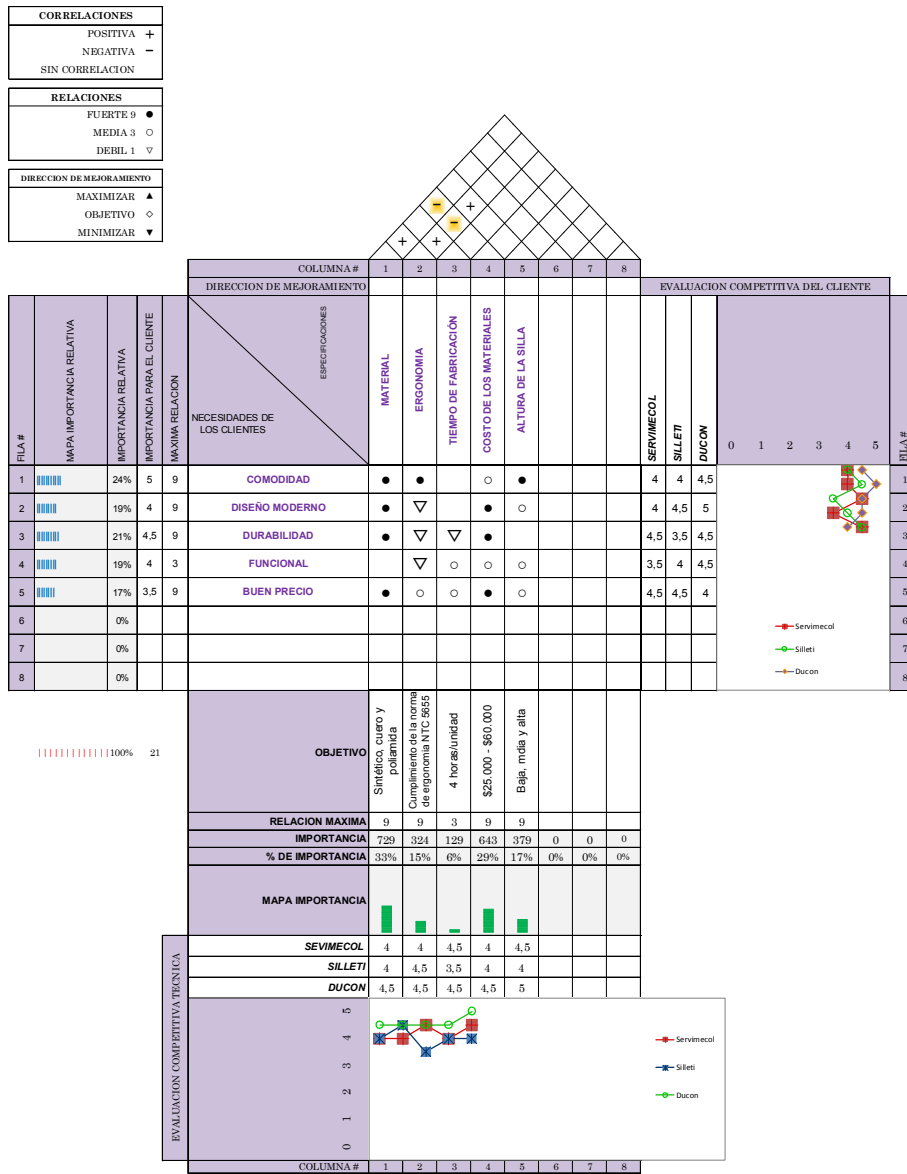 CORRELACIONES
POSITIVA +
NEGATIVA −
SIN CORRELACION
RELACIONES
FUERTE 9 ●
MEDIA 3 ○
DEBIL 1 ▽
DIRECCION DE MEJORAMIENTO
MAXIMIZAR ▲
OBJETIVO ◇
MINIMIZAR ▼
− +
−
+ +
COLUMNA # 1 2 3 4 5 6 7 8
DIRECCION DE MEJORAMIENTO
EVALUACION COMPETITIVA DEL CLIENTE
FILA #
MAPA IMPORTANCIA RELATIVA
IMPORTANCIA RELATIVA
IMPORTANCIA PARA EL CLIENTE
MAXIMA RELACION
ESPECIFICACIONES
NECESIDADES DE
LOS CLIENTES
MATERIAL
ERGONOMIA
TIEMPO DE FABRICACIÓN
COSTO DE LOS MATERIALES
ALTURA DE LA SILLA
SERVIMECOL
SILLETI
DUCON
0 1 2 3 4 5
FILA #
1 24% 5 9 COMODIDAD ● ● ○ ● 4 4 4,5 1
2 19% 4 9 DISEÑO MODERNO ● ▽ ● ○ 4 4,5 5 2
3 21% 4,5 9 DURABILIDAD ● ▽ ▽ ● 4,5 3,5 4,5 3
4 19% 4 3 FUNCIONAL ▽ ○ ○ ○ 3,5 4 4,5 4
5 17% 3,5 9 BUEN PRECIO ● ○ ○ ● ○ 4,5 4,5 4 5
6 0% 6
7 0% 7
8 0% 8
Servimecol
Silleti
Ducon
100% 21
OBJETIVO
Sintético, cuero y
poliamida
Cumplimiento de la norma
de ergonomia NTC 5655
4 horas/unidad
$25.000 - $60.000
Baja, mdia y alta
RELACION MAXIMA 9 9 3 9 9
IMPORTANCIA 729 324 129 643 379 0 0 0
% DE IMPORTANCIA 33% 15% 6% 29% 17% 0% 0% 0%
MAPA IMPORTANCIA
EVALUACION COMPETITIVA TECNICA
SEVIMECOL 4 4 4,5 4 4,5
SILLETI 4 4,5 3,5 4 4
DUCON 4,5 4,5 4,5 4,5 5
5
4
3
2
1
0
Servimecol
Silleti
Ducon
COLUMNA # 1 2 3 4 5 6 7 8